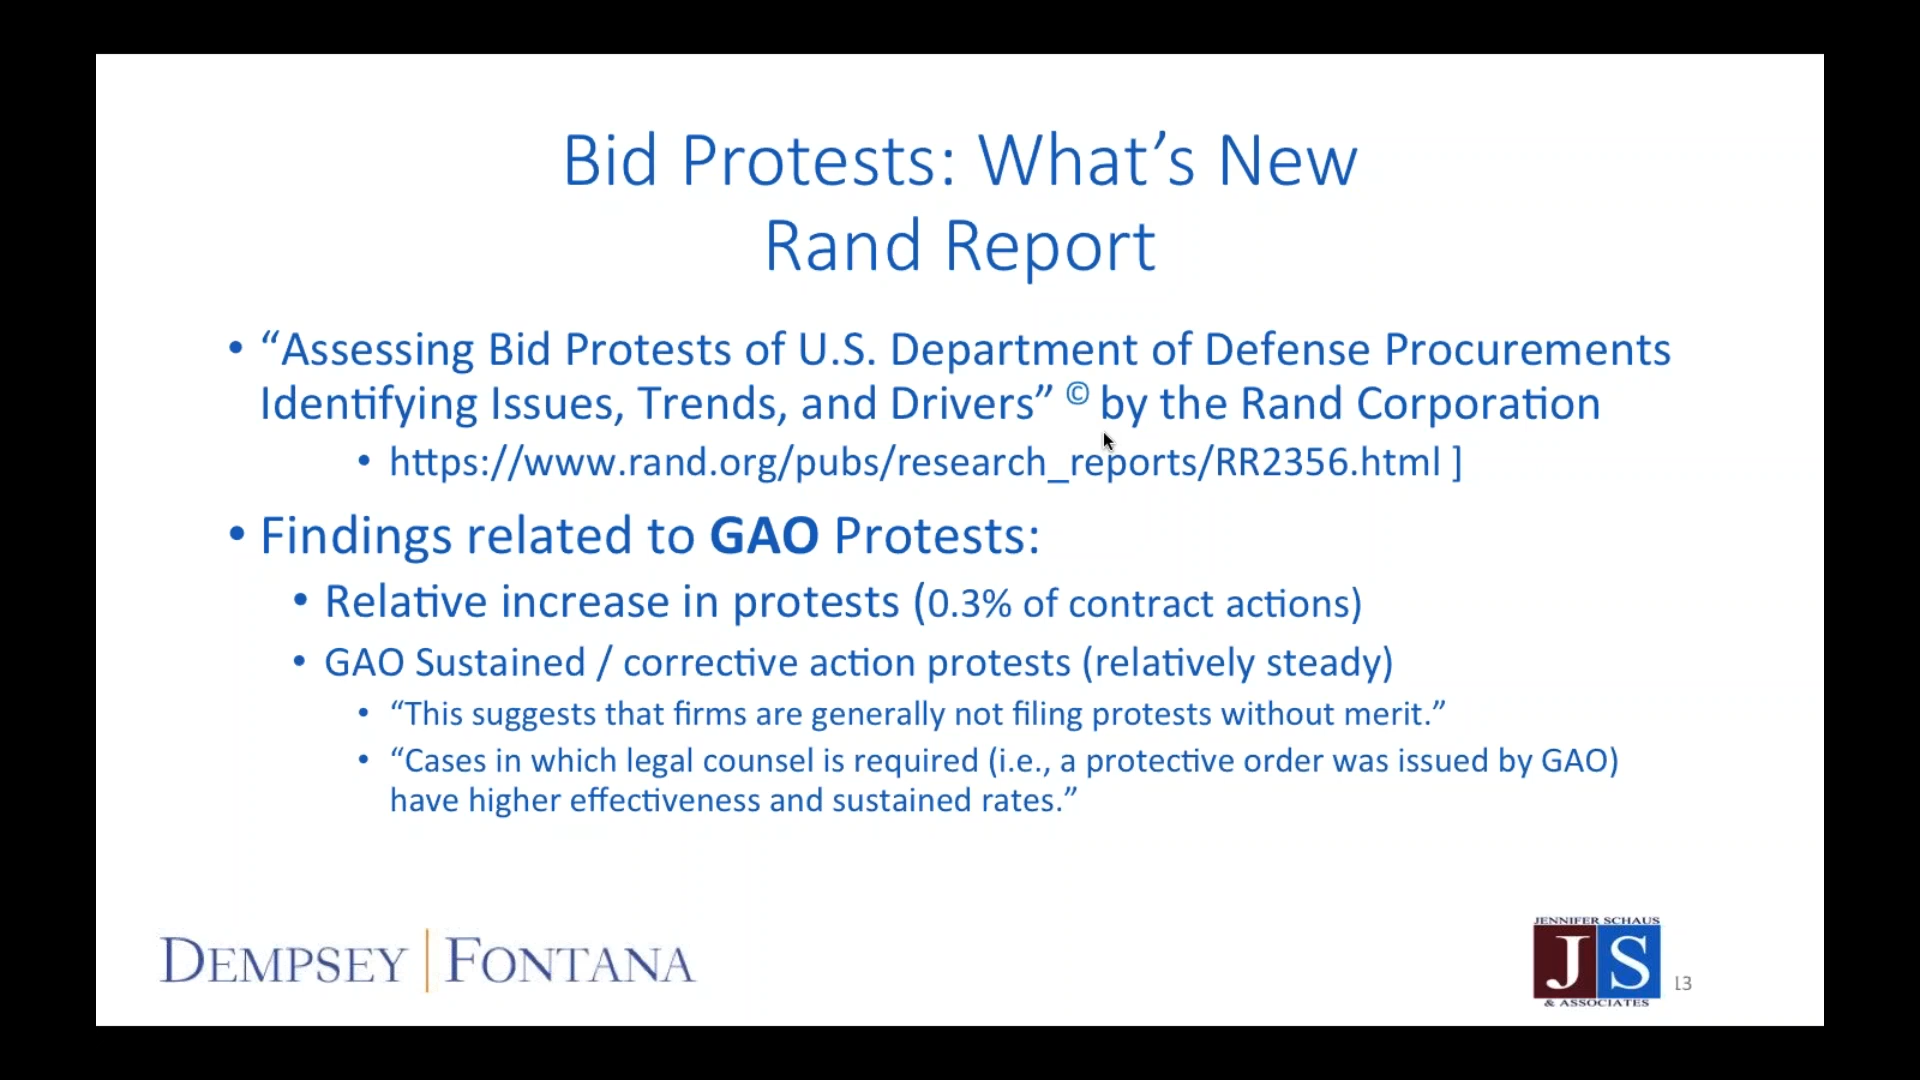 Bid Protests: What’s New
Rand Report
• “Assessing Bid Protests of U.S. Department of Defense Procurements
Identifying Issues, Trends, and Drivers” © by the Rand Corporation
• https://www.rand.org/pubs/research_reports/RR2356.html ]
• Findings related to GAO Protests:
• Relative increase in protests (0.3% of contract actions)
• GAO Sustained / corrective action protests (relatively steady)
• “This suggests that firms are generally not filing protests without merit.”
• “Cases in which legal counsel is required (i.e., a protective order was issued by GAO)
have higher effectiveness and sustained rates.”
DEMPSEY | FONTANA
JENNIFER SCHAUS
JS
& ASSOCIATES
13